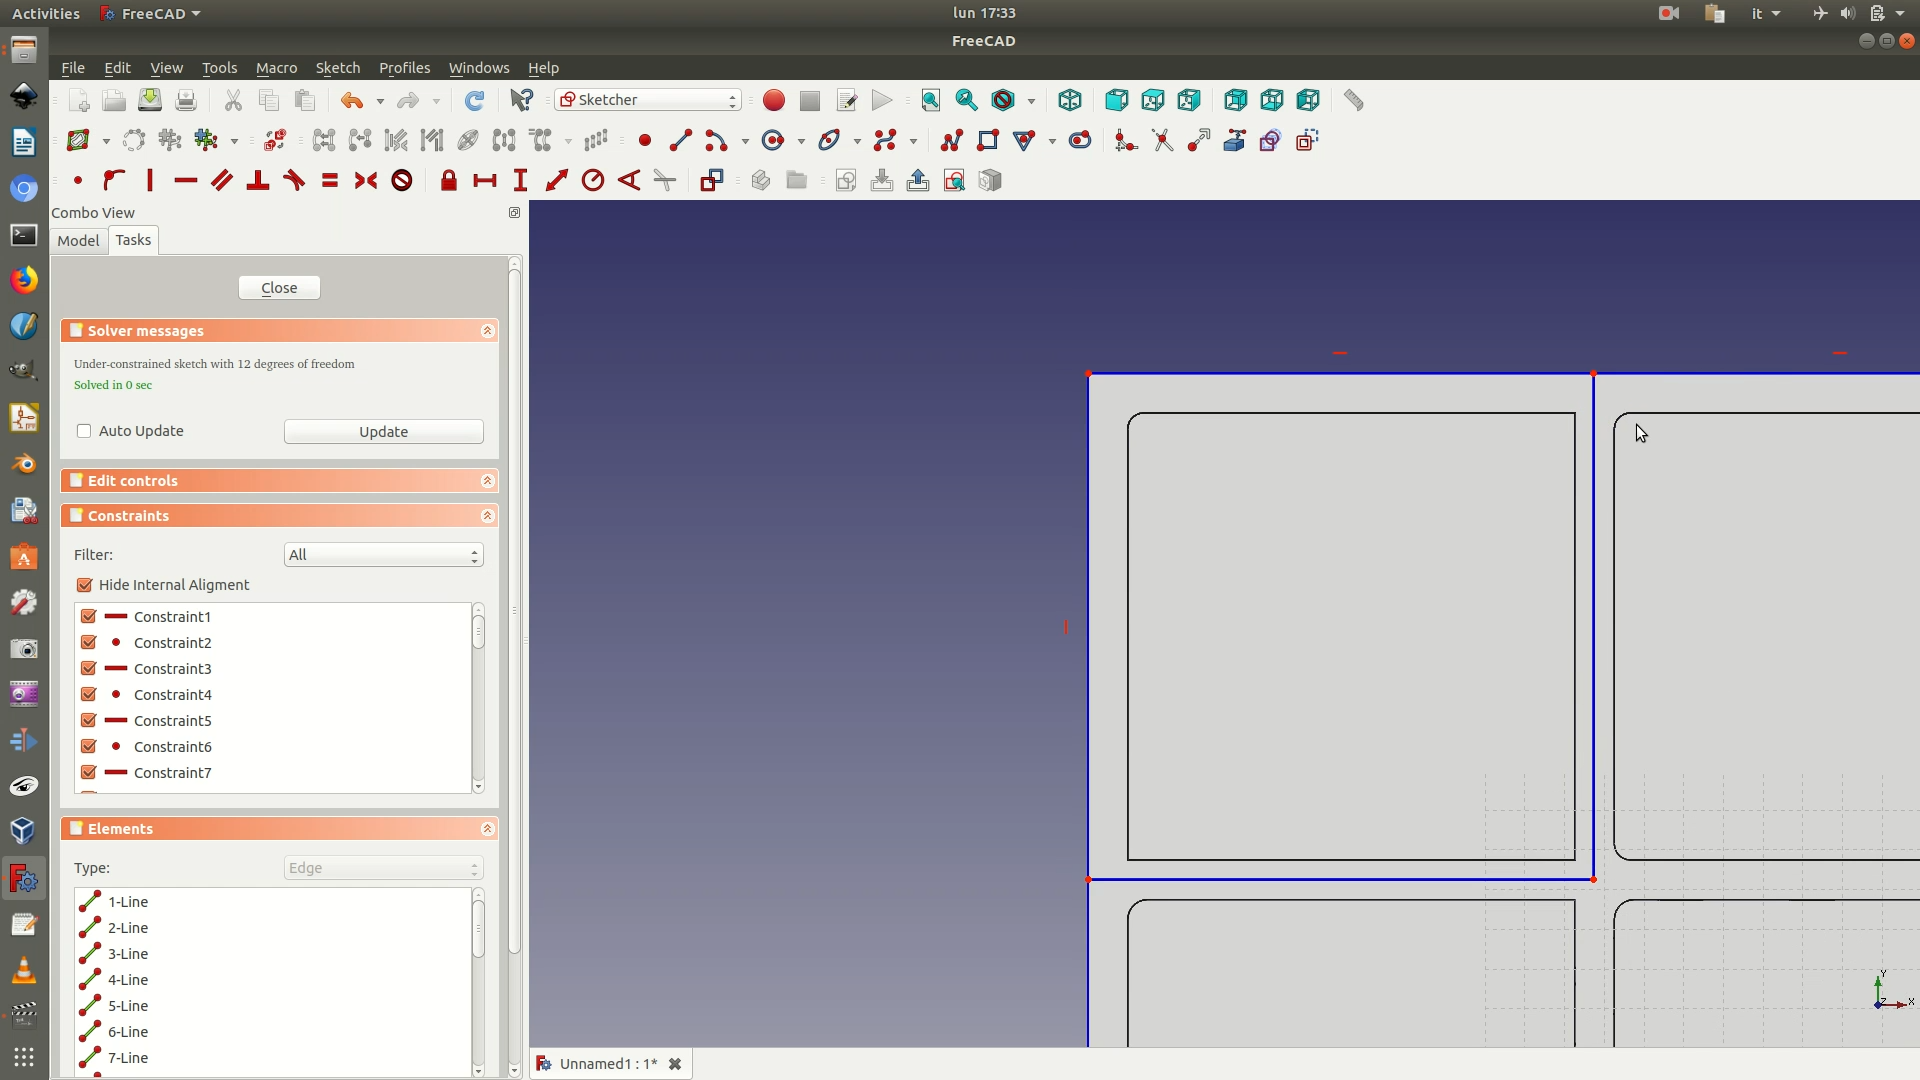 Activities
FreeCAD
lun 17:33
it
FreeCAD
File Edit View Tools Macro Sketch Profiles Windows Help
Sketcher
Combo View
Model Tasks
Close
Solver messages
Under-constrained sketch with 12 degrees of freedom
Solved in 0 sec
Auto Update
Update
Edit controls
Constraints
Filter: All
Hide Internal Aligment
Constraint1
Constraint2
Constraint3
Constraint4
Constraint5
Constraint6
Constraint7
Elements
Type: Edge
1-Line
2-Line
3-Line
4-Line
5-Line
6-Line
7-Line
Y
Z X
Unnamed1 : 1*